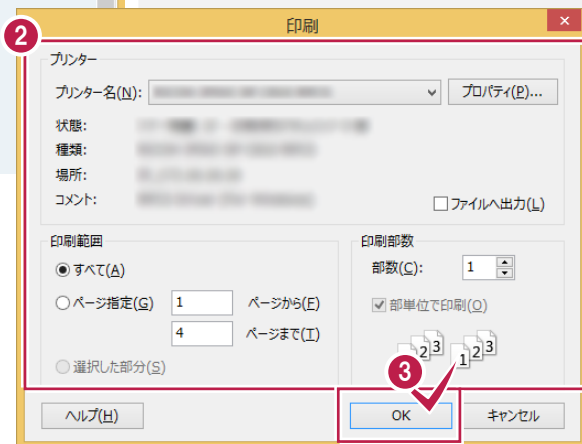 印刷
2
プリンター
プリンター名(N):
プロパティ(P)...
状態:
種類:
場所:
コメント:
ファイルへ出力(L)
印刷範囲
すべて(A)
ページ指定(G) 1 ページから(F)
4 ページまで(T)
選択した部分(S)
印刷部数
部数(C): 1
部単位で印刷(O)
2 3 1 2 3
3
ヘルプ(H)
OK
キャンセル